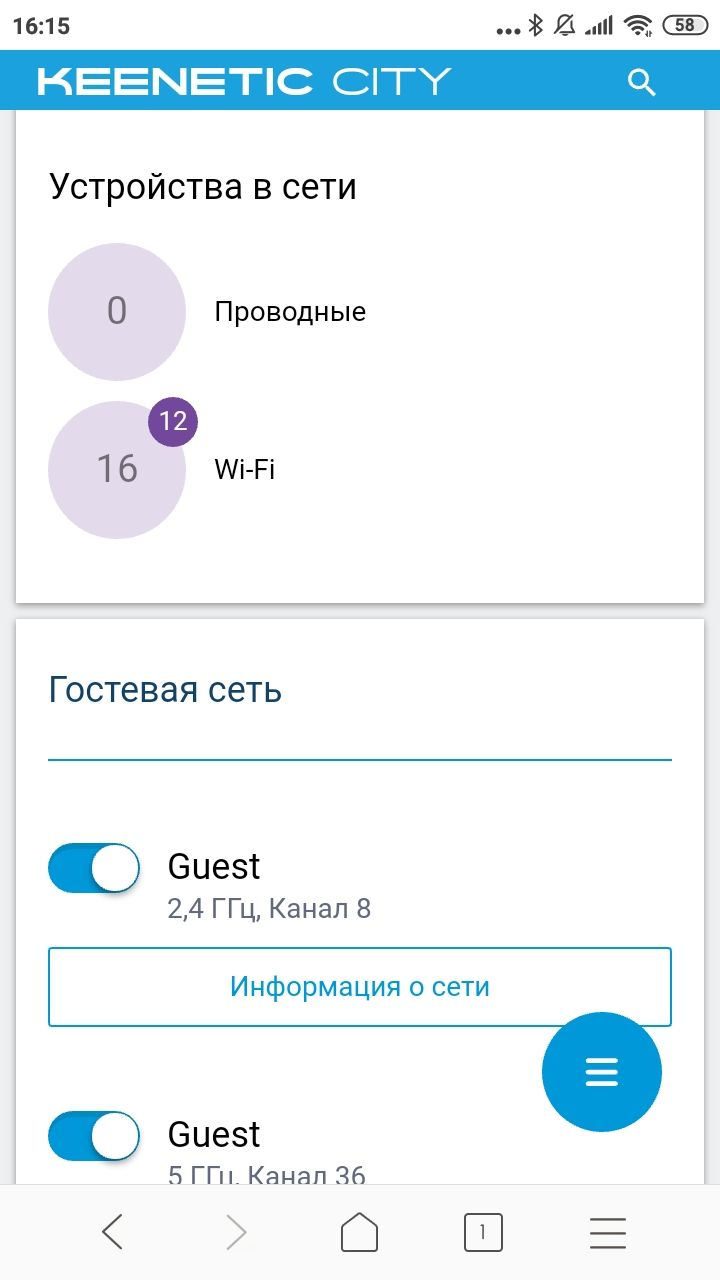 16:15
58
KEENETIC CITY
Устройства в сети
0
Проводные
12
16
Wi-Fi
Гостевая сеть
Guest
2,4 ГГц, Канал 8
Информация о сети
Guest
5 ГГц, Канал 36
1